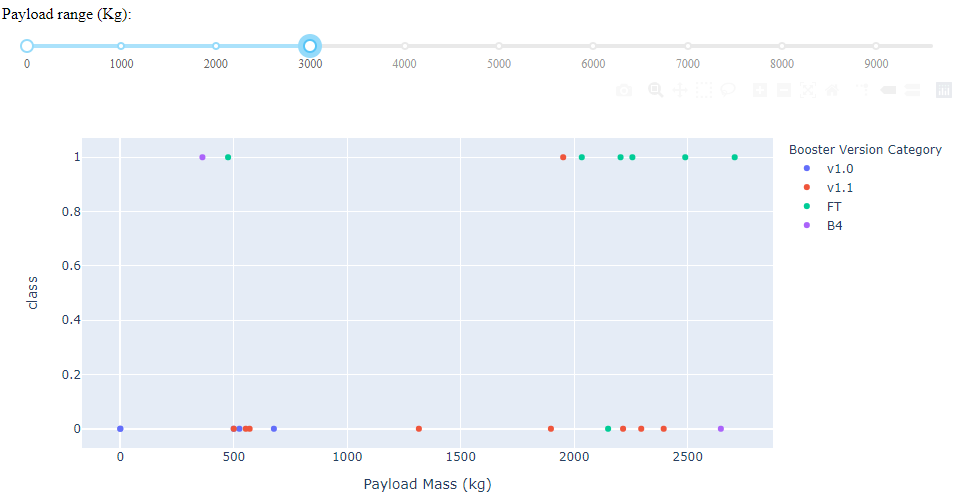 Payload range (Kg):
0 1000 2000 3000 4000 5000 6000 7000 8000 9000
Booster Version Category
v1.0
v1.1
FT
B4
1
0.8
0.6
0.4
0.2
0
class
0 500 1000 1500 2000 2500
Payload Mass (kg)